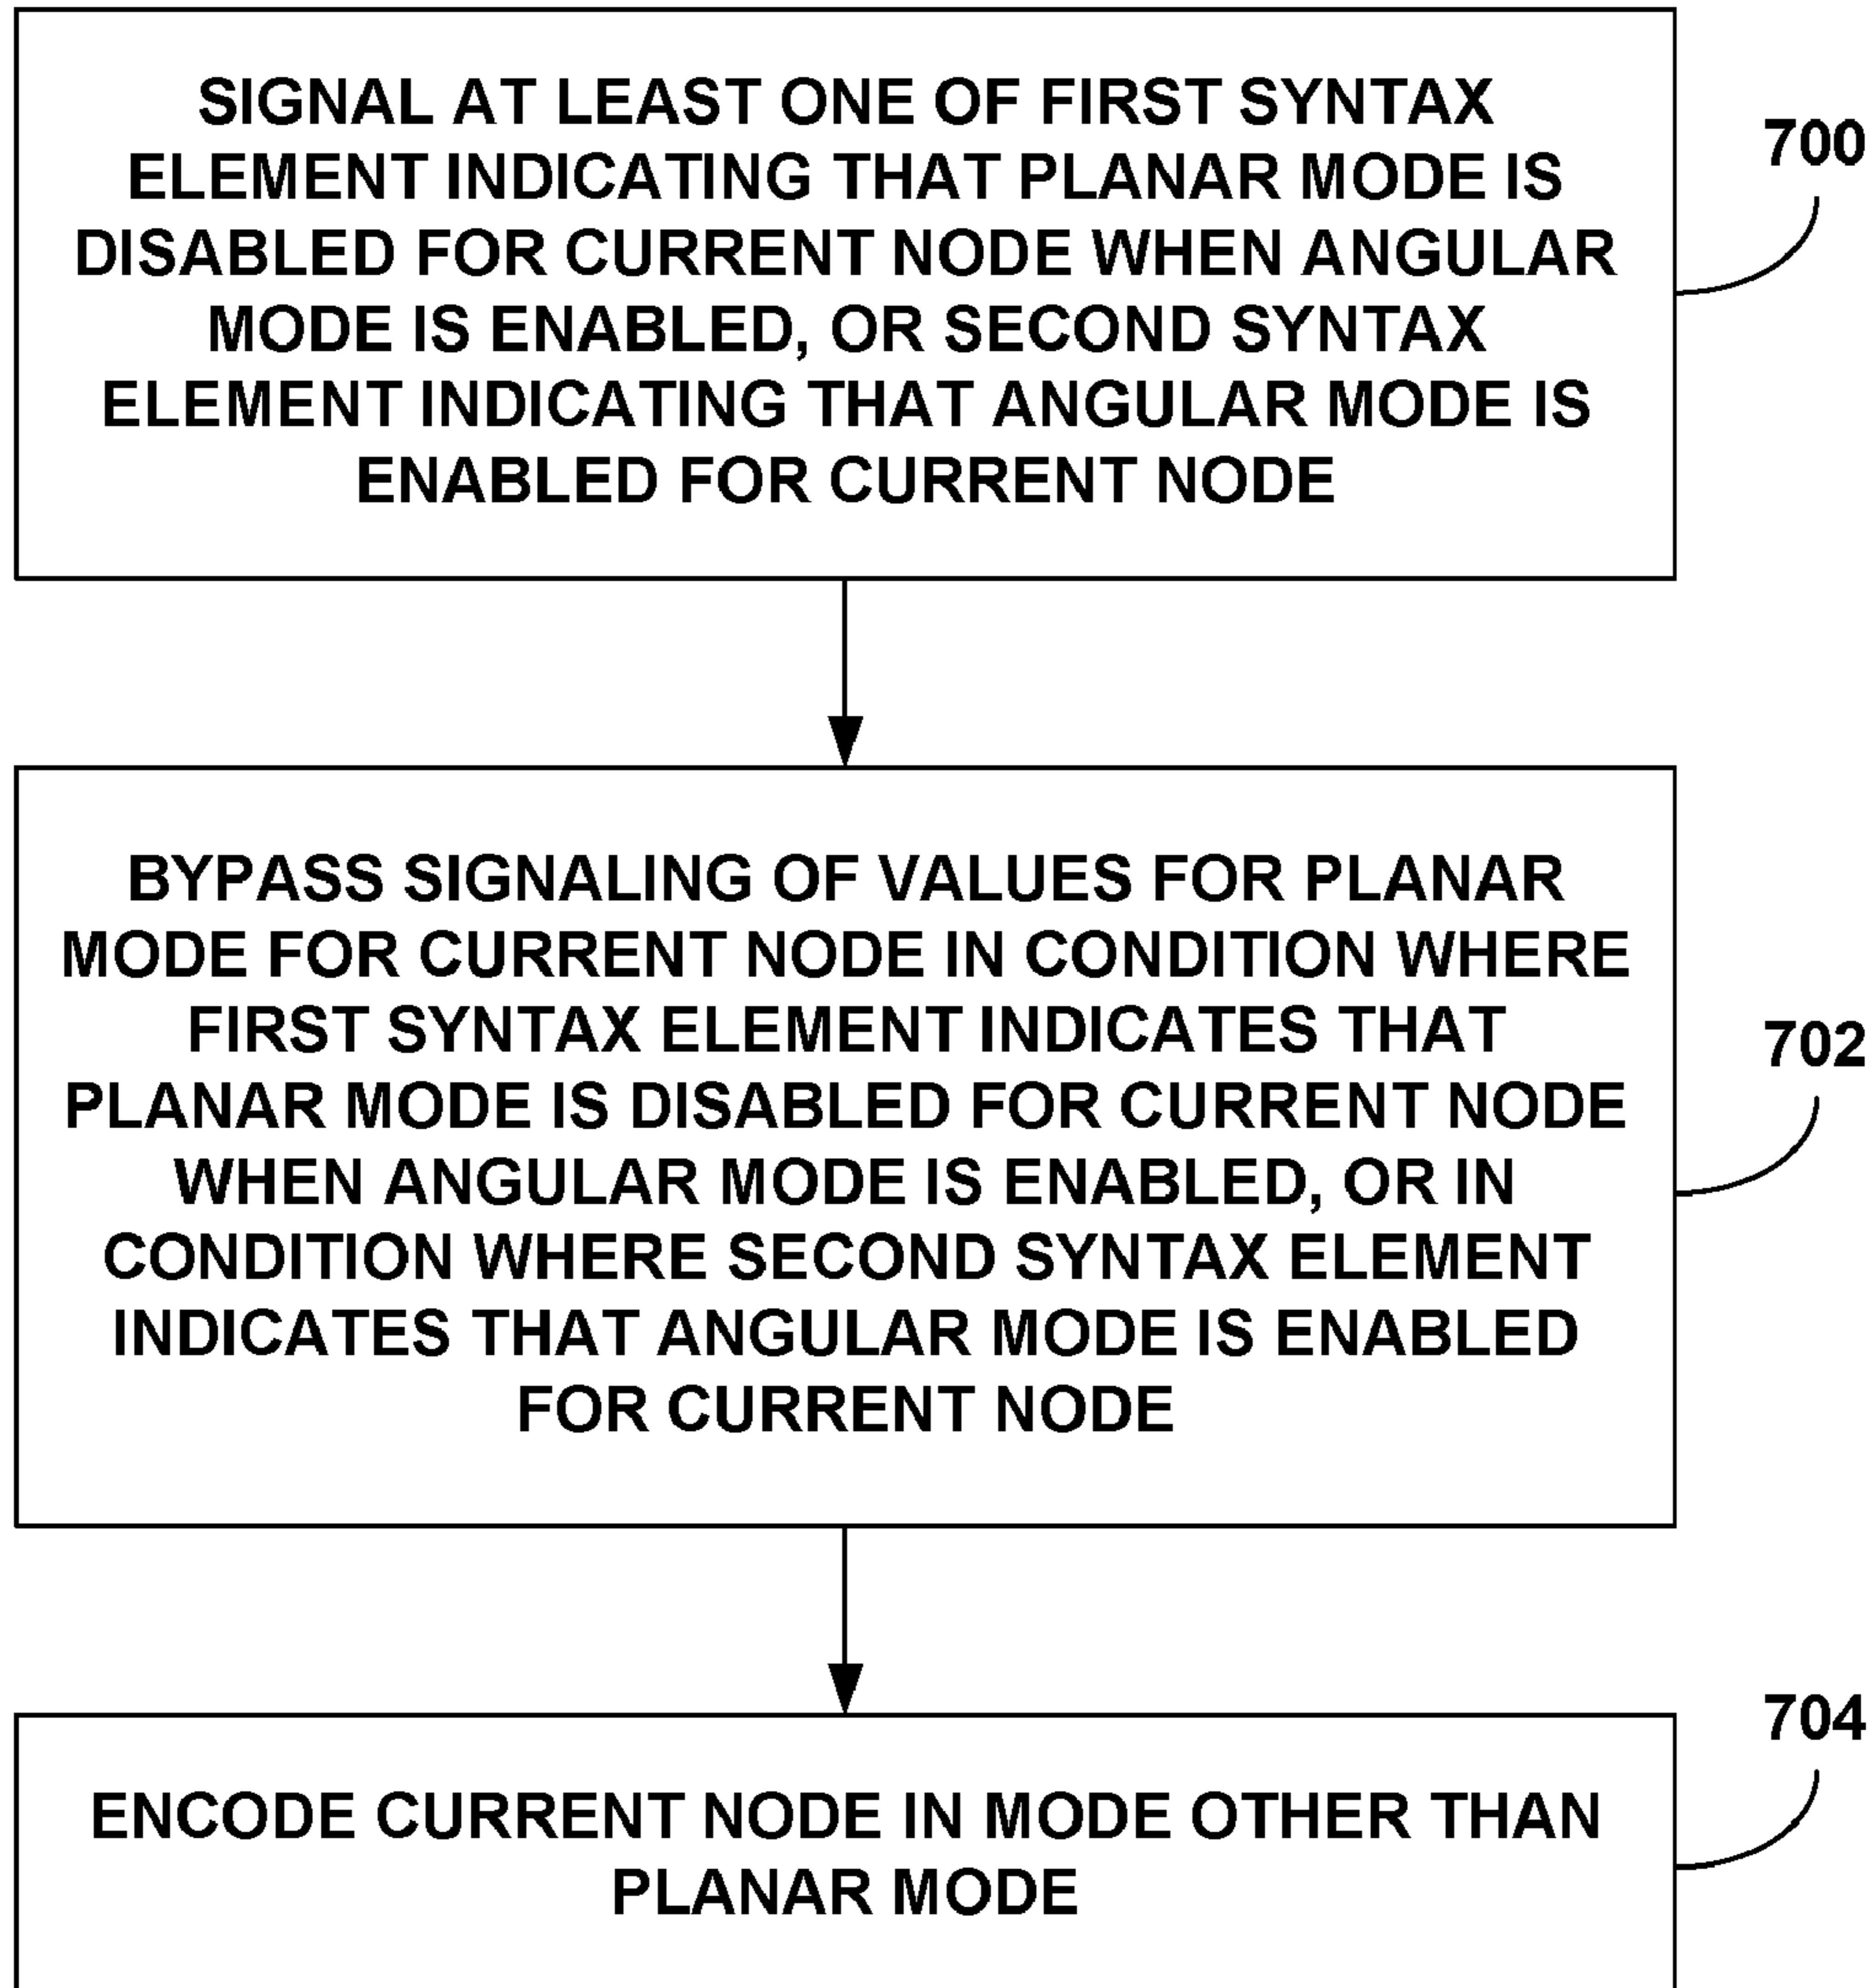 SIGNAL AT LEAST ONE OF FIRST SYNTAX
ELEMENT INDICATING THAT PLANAR MODE IS
DISABLED FOR CURRENT NODE WHEN ANGULAR
MODE IS ENABLED, OR SECOND SYNTAX
ELEMENT INDICATING THAT ANGULAR MODE IS
ENABLED FOR CURRENT NODE
700
BYPASS SIGNALING OF VALUES FOR PLANAR
MODE FOR CURRENT NODE IN CONDITION WHERE
FIRST SYNTAX ELEMENT INDICATES THAT
PLANAR MODE IS DISABLED FOR CURRENT NODE
WHEN ANGULAR MODE IS ENABLED, OR IN
CONDITION WHERE SECOND SYNTAX ELEMENT
INDICATES THAT ANGULAR MODE IS ENABLED
FOR CURRENT NODE
702
ENCODE CURRENT NODE IN MODE OTHER THAN
PLANAR MODE
704